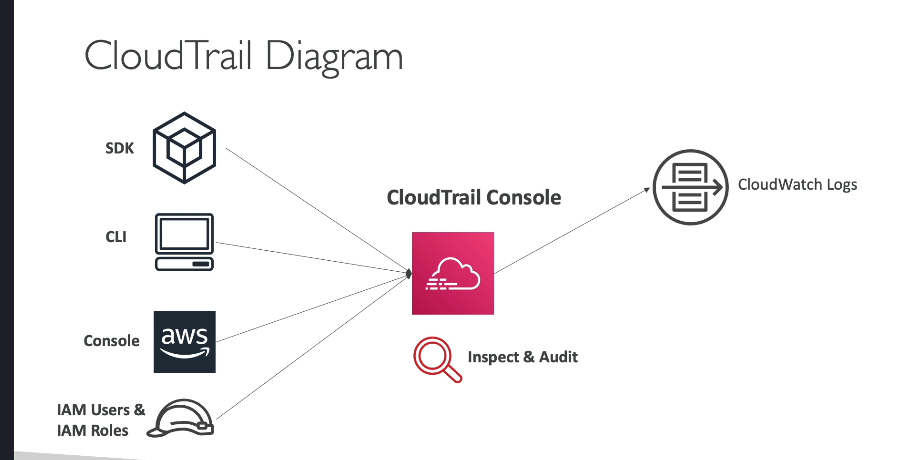 CloudTrail Diagram
SDK
CLI
Console
aws
IAM Users &
IAM Roles
CloudTrail Console
Inspect & Audit
CloudWatch Logs